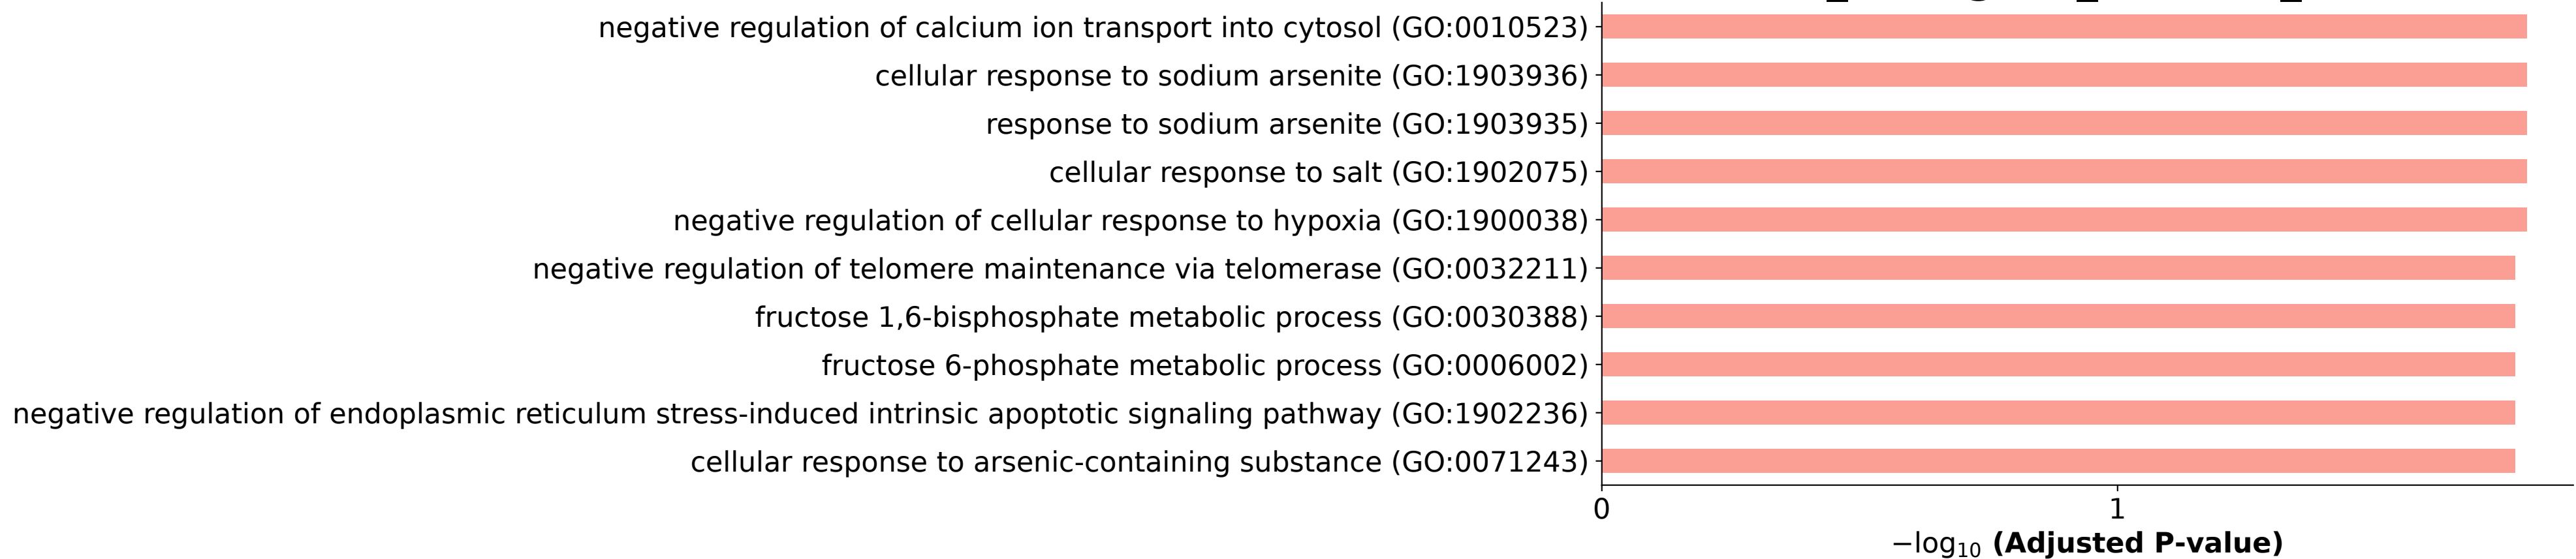 negative regulation of calcium ion transport into cytosol (GO:0010523)
cellular response to sodium arsenite (GO:1903936)
response to sodium arsenite (GO:1903935)
cellular response to salt (GO:1902075)
negative regulation of cellular response to hypoxia (GO:1900038)
negative regulation of telomere maintenance via telomerase (GO:0032211)
fructose 1,6-bisphosphate metabolic process (GO:0030388)
fructose 6-phosphate metabolic process (GO:0006002)
negative regulation of endoplasmic reticulum stress-induced intrinsic apoptotic signaling pathway (GO:1902236)
cellular response to arsenic-containing substance (GO:0071243)
0 1
−log₁₀ (Adjusted P-value)